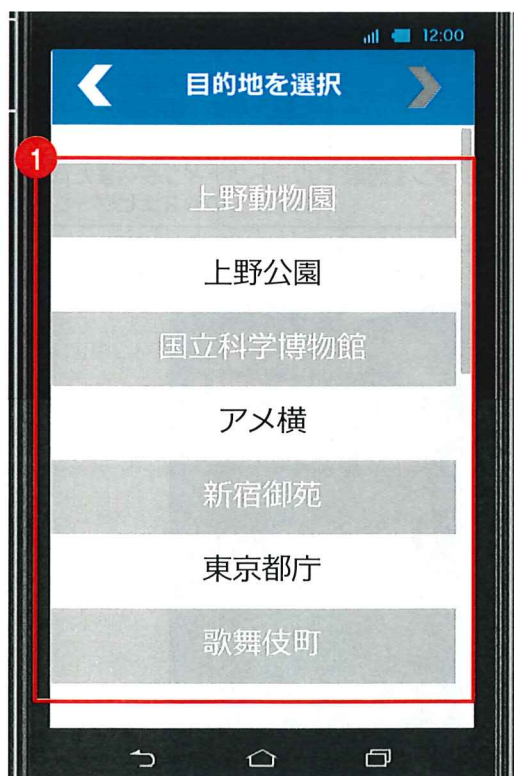 12:00
目的地を選択
1
上野動物園
上野公園
国立科学博物館
アメ横
新宿御苑
東京都庁
歌舞伎町